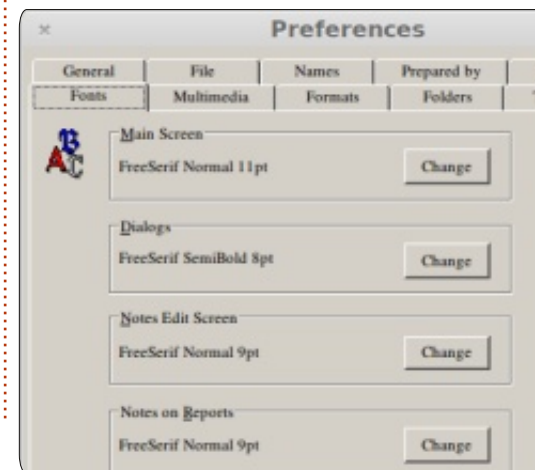 Preferences
General File Names Prepared by
Fonts Multimedia Formats Folders
Main Screen
FreeSerif Normal 11pt Change
Dialogs
FreeSerif SemiBold 8pt Change
Notes Edit Screen
FreeSerif Normal 9pt Change
Notes on Reports
FreeSerif Normal 9pt Change